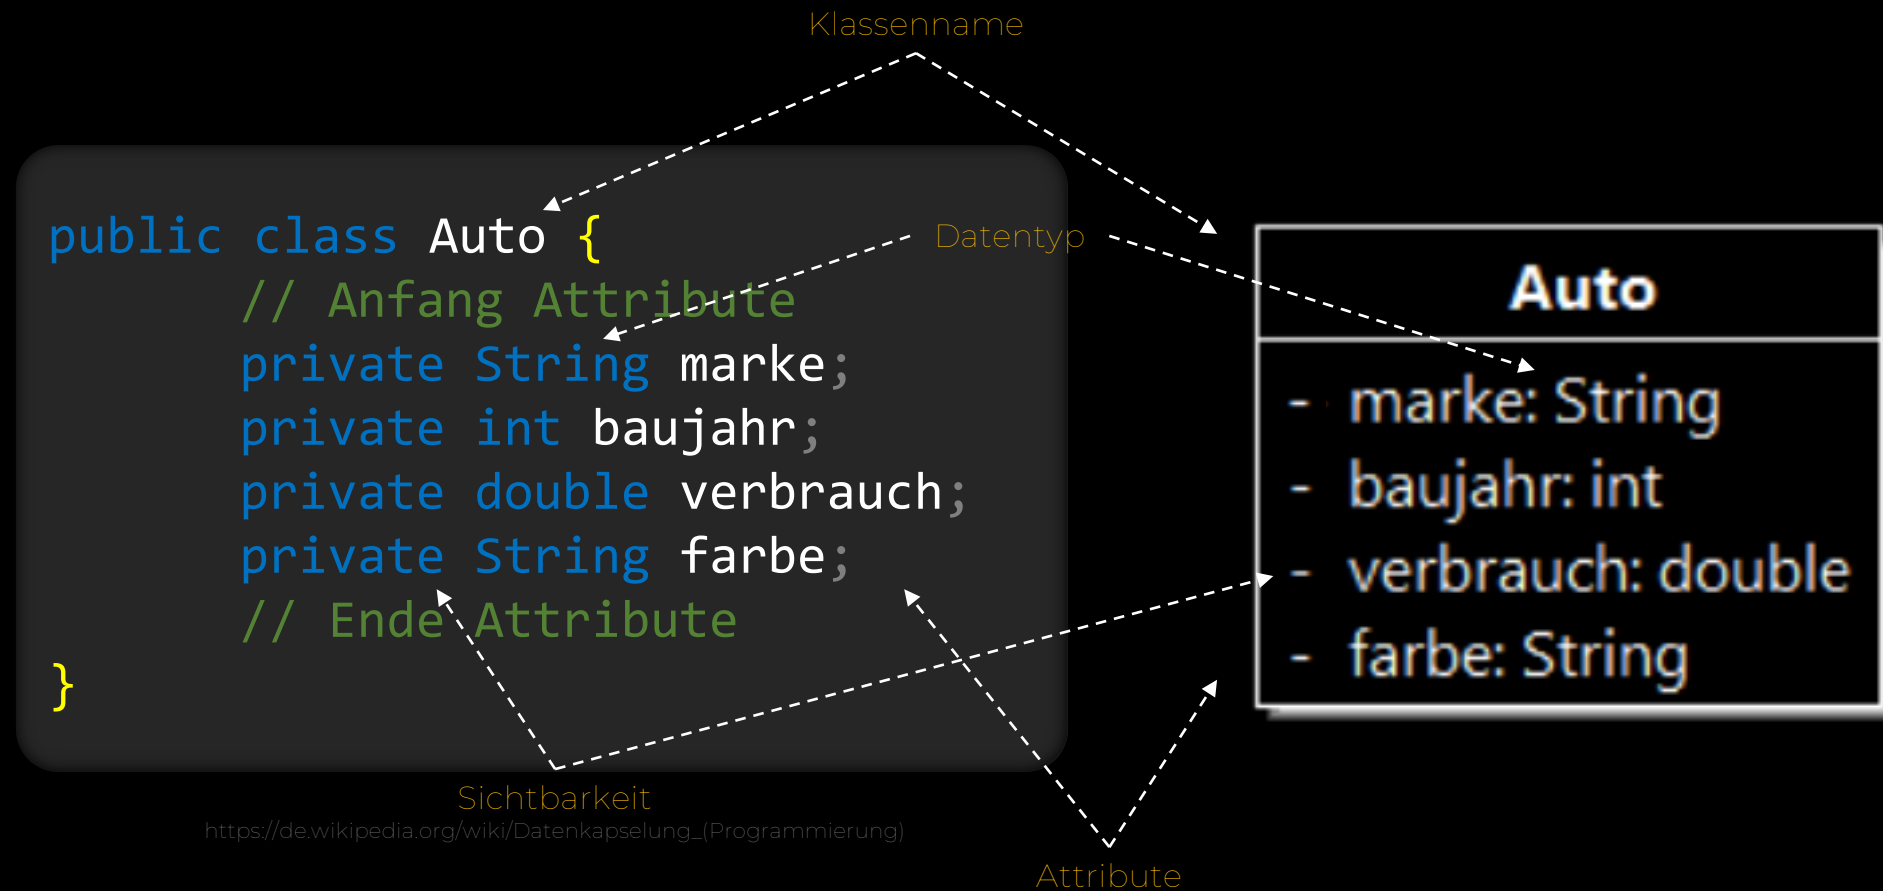 Klassenname
public class Auto {
// Anfang Attribute
private String marke;
private int baujahr;
private double verbrauch;
private String farbe;
// Ende Attribute
}
Datentyp
Auto
- marke: String
- baujahr: int
- verbrauch: double
- farbe: String
Sichtbarkeit
https://de.wikipedia.org/wiki/Datenkapselung_(Programmierung)
Attribute